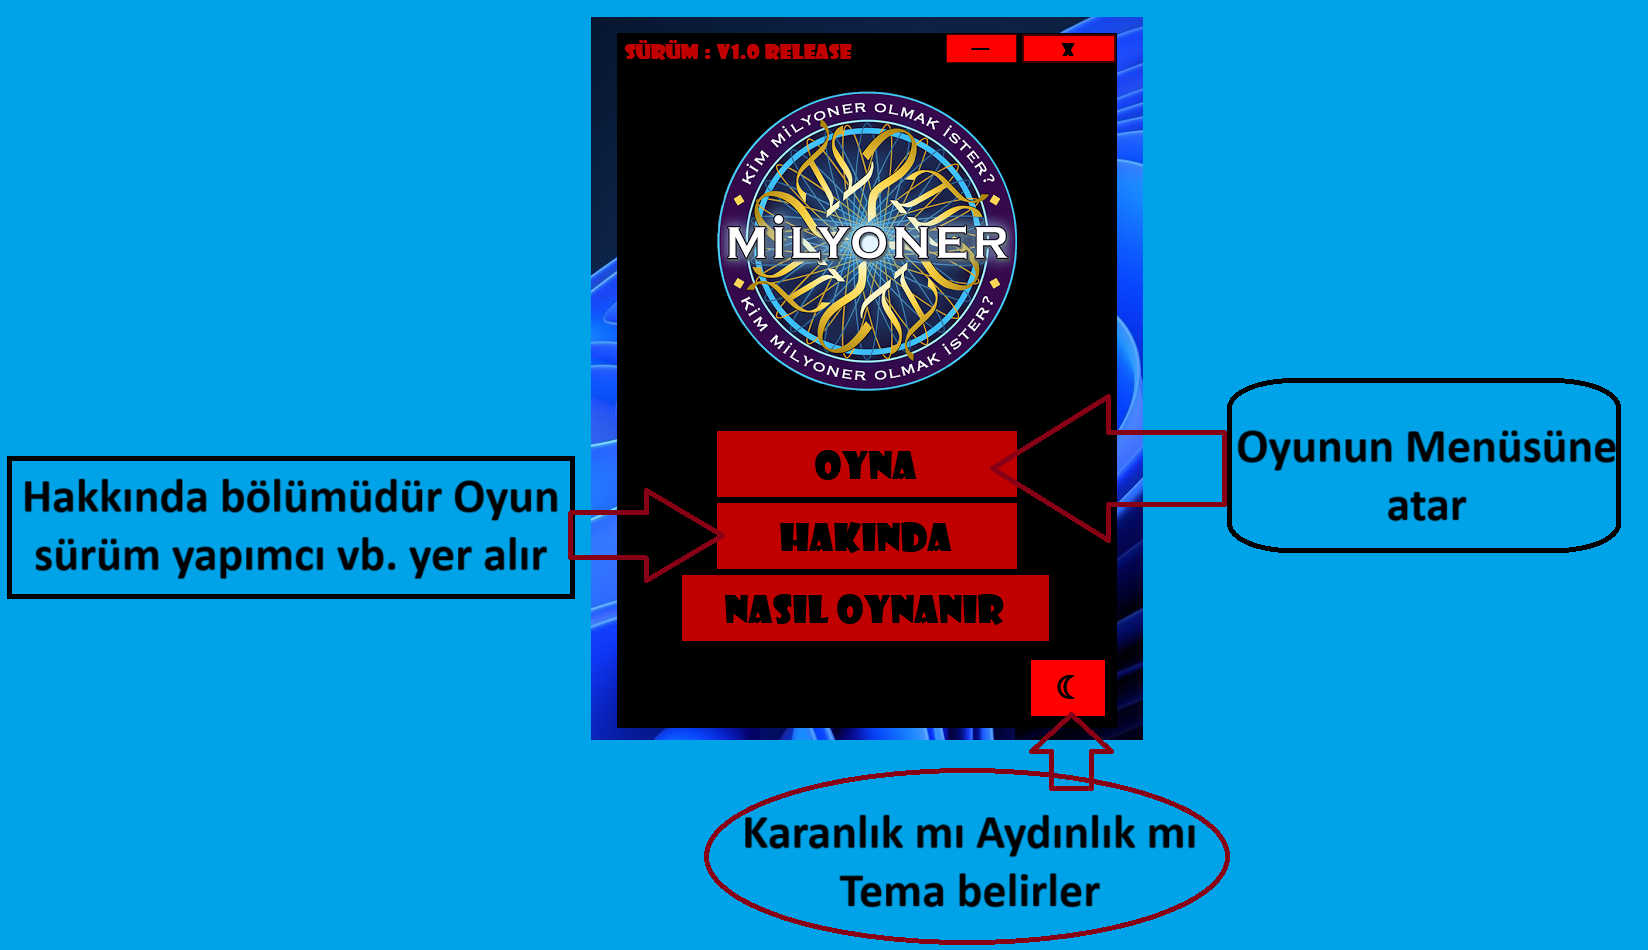 SÜRÜM : V1.0 RELEASE
— X
KİM MİLYONER OLMAK İSTER?
MİLYONER
KİM MİLYONER OLMAK İSTER?
OYNA
HAKINDA
NASIL OYNANIR
Oyunun Menüsüne
atar
Hakkında bölümüdür Oyun
sürüm yapımcı vb. yer alır
Karanlık mı Aydınlık mı
Tema belirler